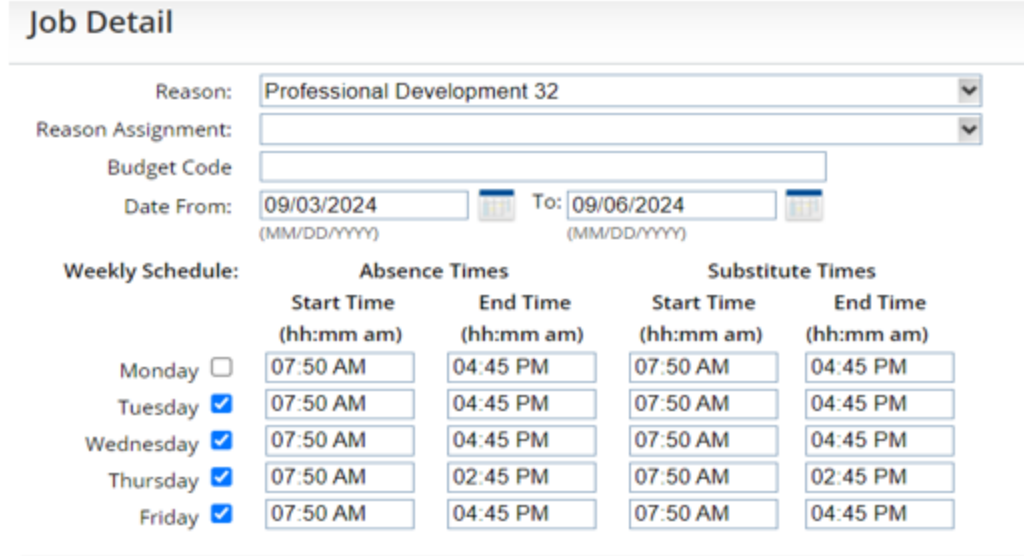 Job Detail
Reason: Professional Development 32
Reason Assignment:
Budget Code
Date From: 09/03/2024 To: 09/06/2024
(MM/DD/YYYY) (MM/DD/YYYY)
Weekly Schedule: Absence Times Substitute Times
Start Time End Time Start Time End Time
(hh:mm am) (hh:mm am) (hh:mm am) (hh:mm am)
Monday 07:50 AM 04:45 PM 07:50 AM 04:45 PM
Tuesday 07:50 AM 04:45 PM 07:50 AM 04:45 PM
Wednesday 07:50 AM 04:45 PM 07:50 AM 04:45 PM
Thursday 07:50 AM 02:45 PM 07:50 AM 02:45 PM
Friday 07:50 AM 04:45 PM 07:50 AM 04:45 PM